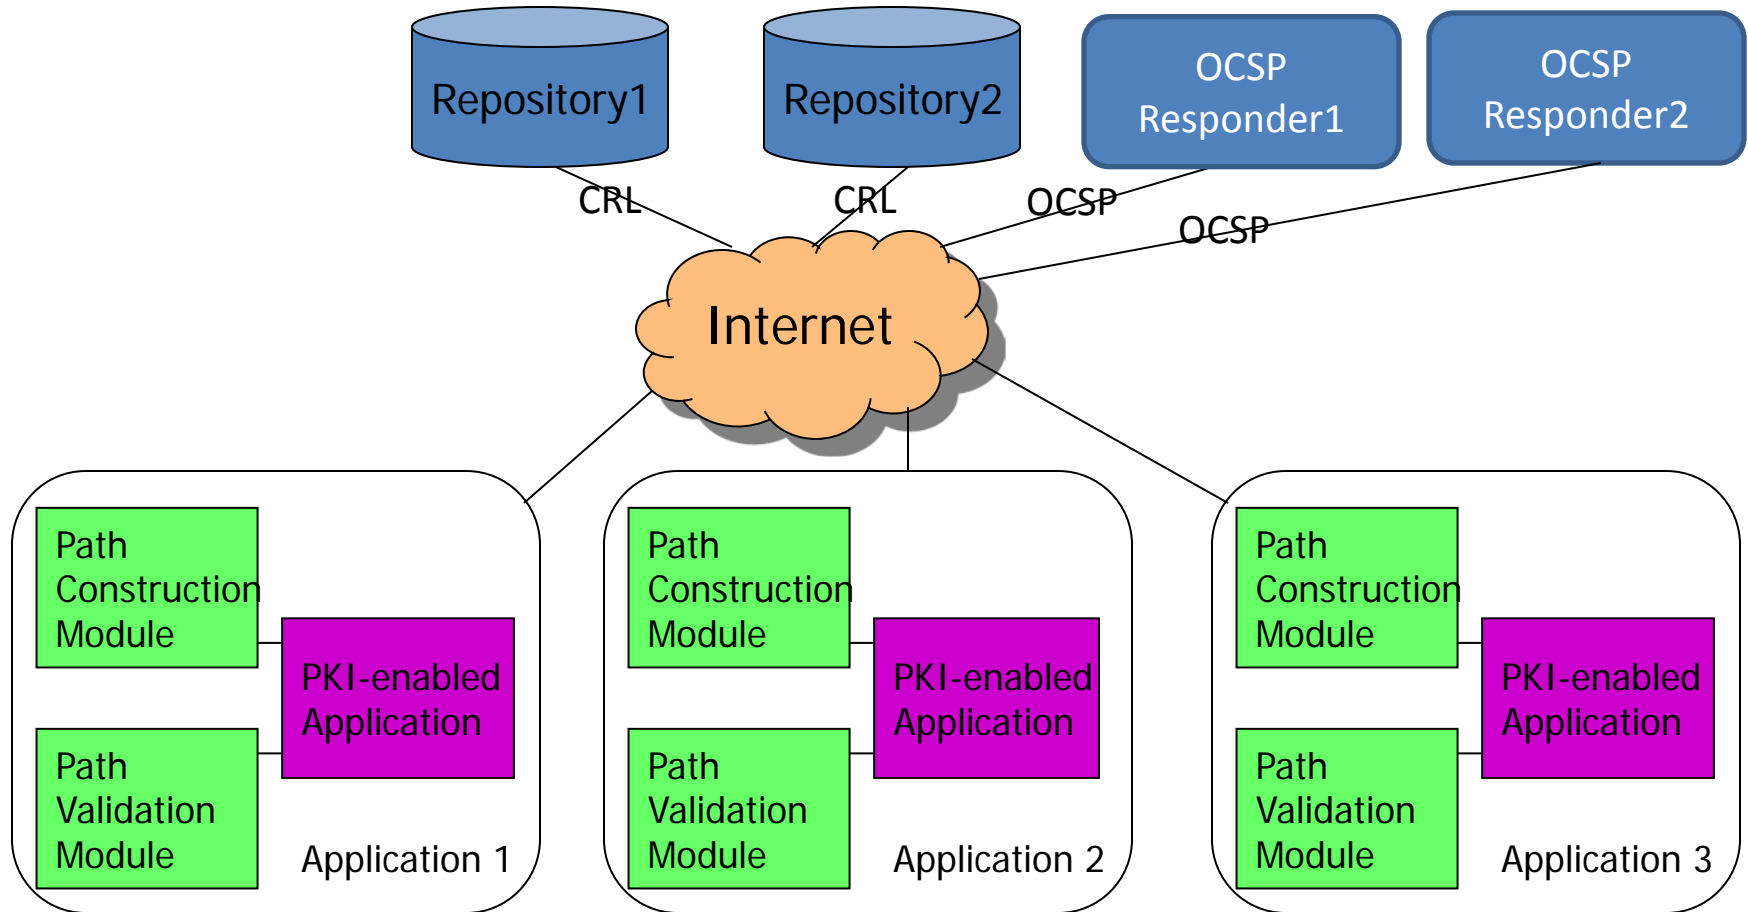 Repository1
Repository2
OCSP
Responder1
OCSP
Responder2
CRL
CRL
OCSP
OCSP
Internet
Path
Construction
Module
PKI-enabled
Application
Path
Validation
Module
Application 1
Path
Construction
Module
PKI-enabled
Application
Path
Validation
Module
Application 2
Path
Construction
Module
PKI-enabled
Application
Path
Validation
Module
Application 3